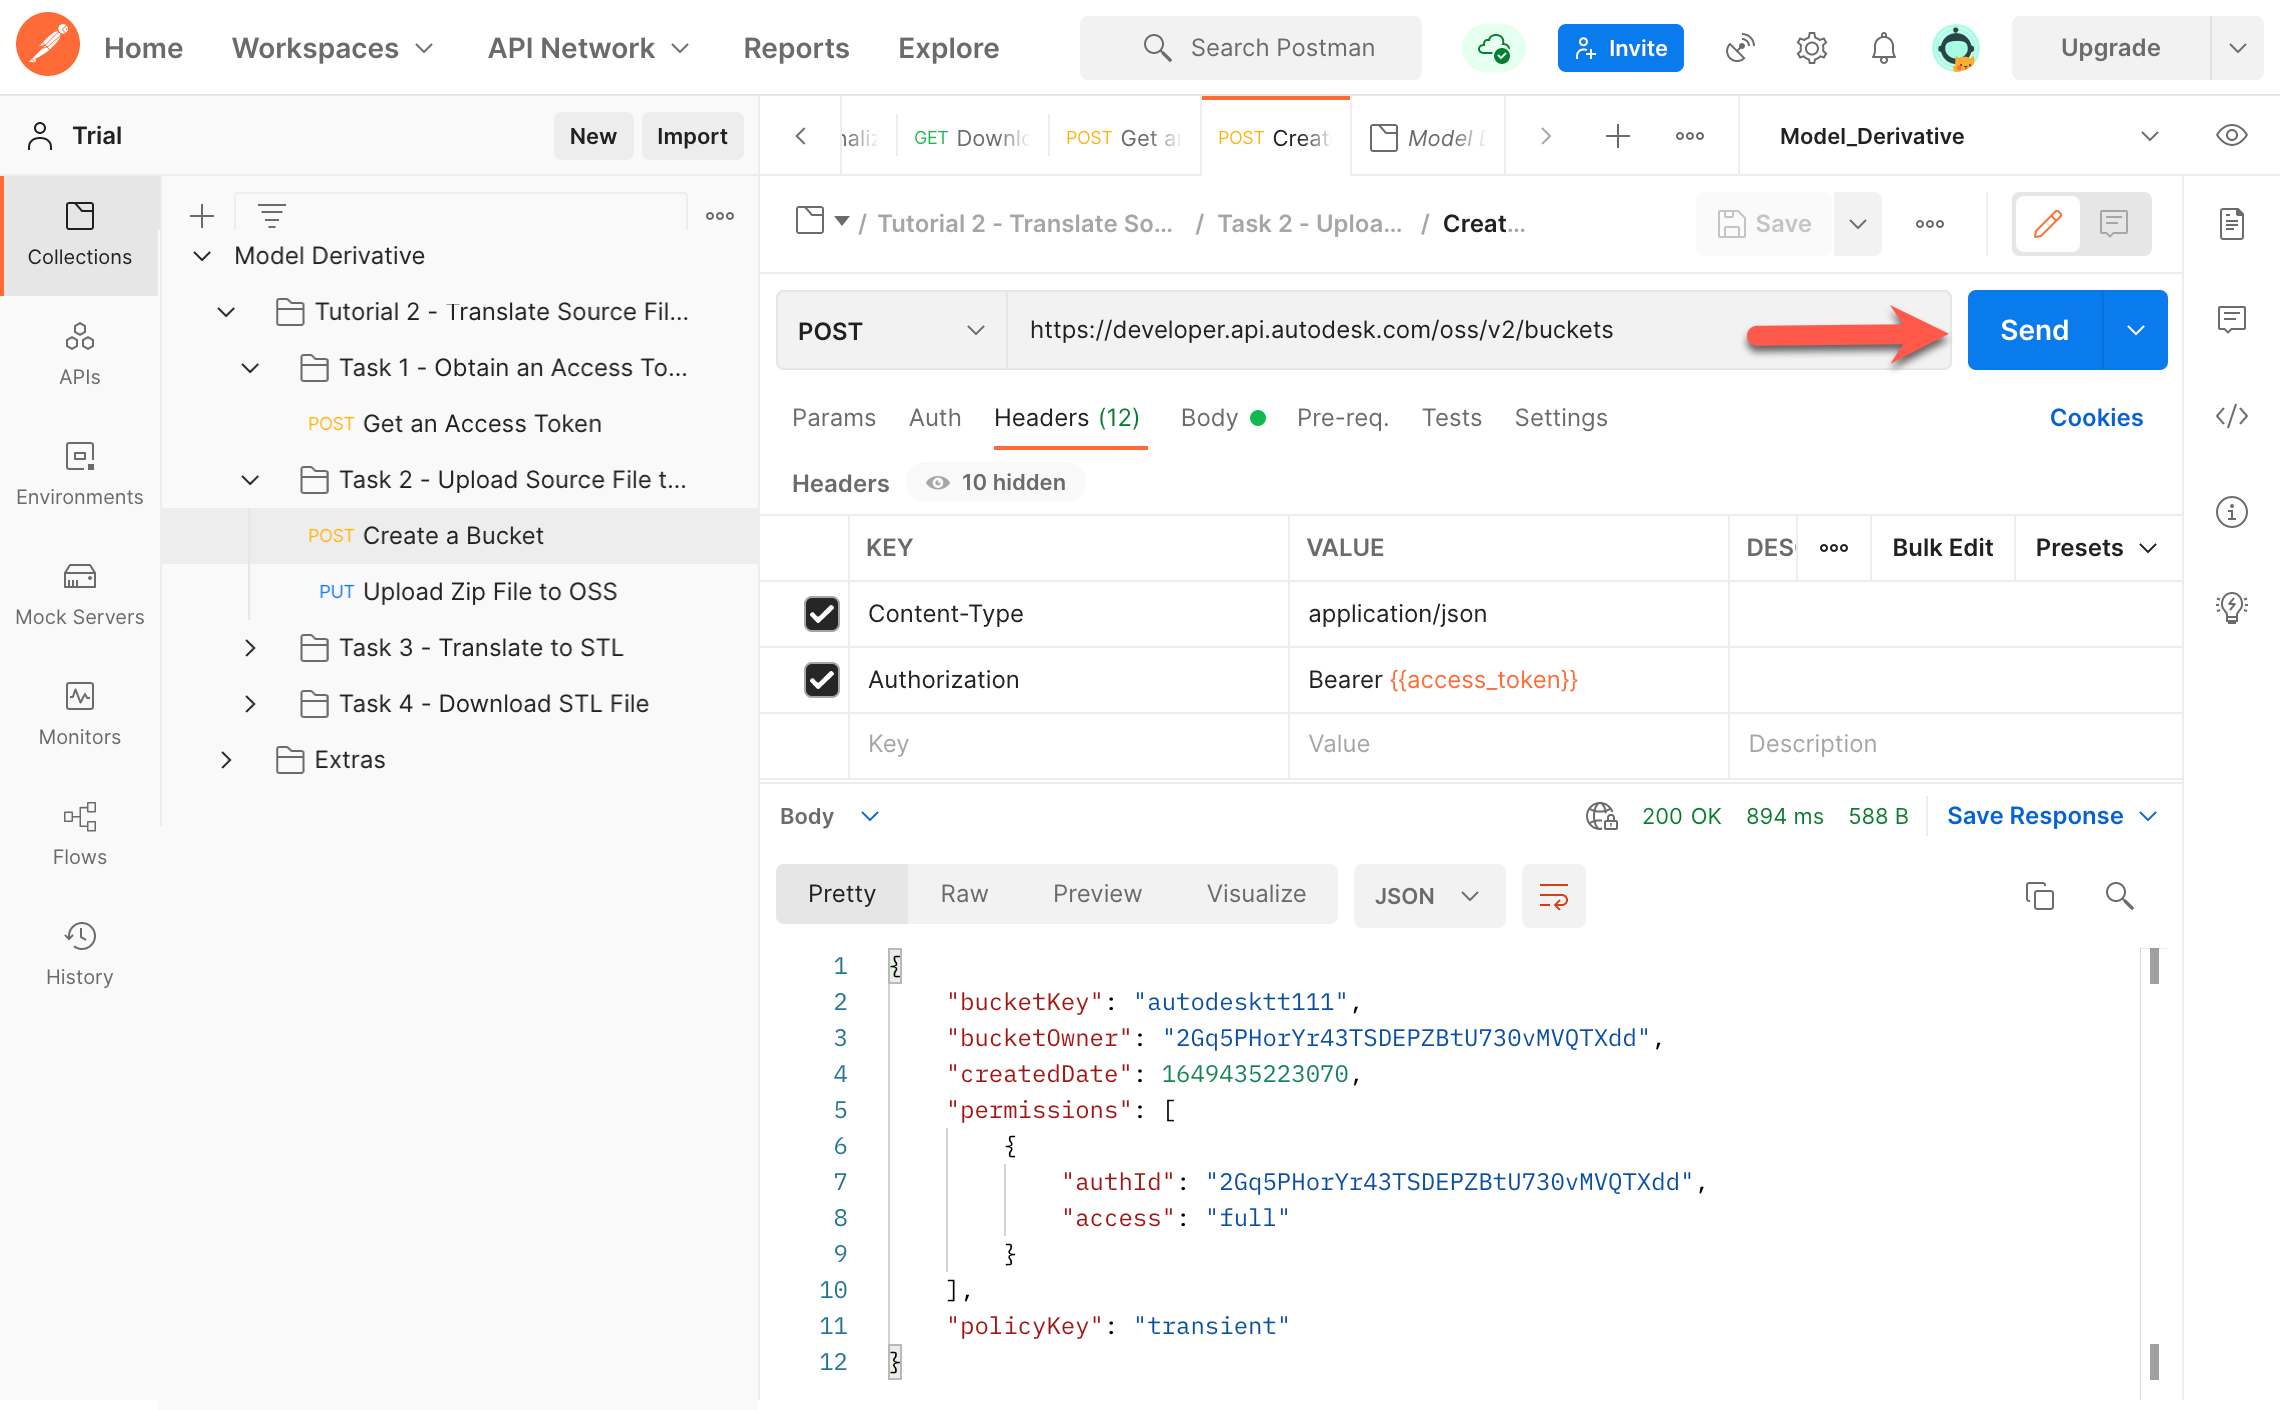 Home Workspaces API Network Reports Explore Search Postman Invite Upgrade
Trial New Import
GET Downlo POST Get an POST Creat Model D Model_Derivative
Collections
APIs
Environments
Mock Servers
Monitors
Flows
History
Model Derivative
Tutorial 2 - Translate Source Fil...
Task 1 - Obtain an Access To...
POST Get an Access Token
Task 2 - Upload Source File t...
POST Create a Bucket
PUT Upload Zip File to OSS
Task 3 - Translate to STL
Task 4 - Download STL File
Extras
/ Tutorial 2 - Translate So... / Task 2 - Uploa... / Creat... Save
POST https://developer.api.autodesk.com/oss/v2/buckets Send
Params Auth Headers (12) Body Pre-req. Tests Settings Cookies
Headers 10 hidden
KEY VALUE DESC Bulk Edit Presets
Content-Type application/json
Authorization Bearer {{access_token}}
Key Value Description
Body 200 OK 894 ms 588 B Save Response
Pretty Raw Preview Visualize JSON
1 {
2 "bucketKey": "autodesktt111",
3 "bucketOwner": "2Gq5PHorYr43TSDEPZBtU730vMVQTXdd",
4 "createdDate": 1649435223070,
5 "permissions": [
6 {
7 "authId": "2Gq5PHorYr43TSDEPZBtU730vMVQTXdd",
8 "access": "full"
9 }
10 ],
11 "policyKey": "transient"
12 }